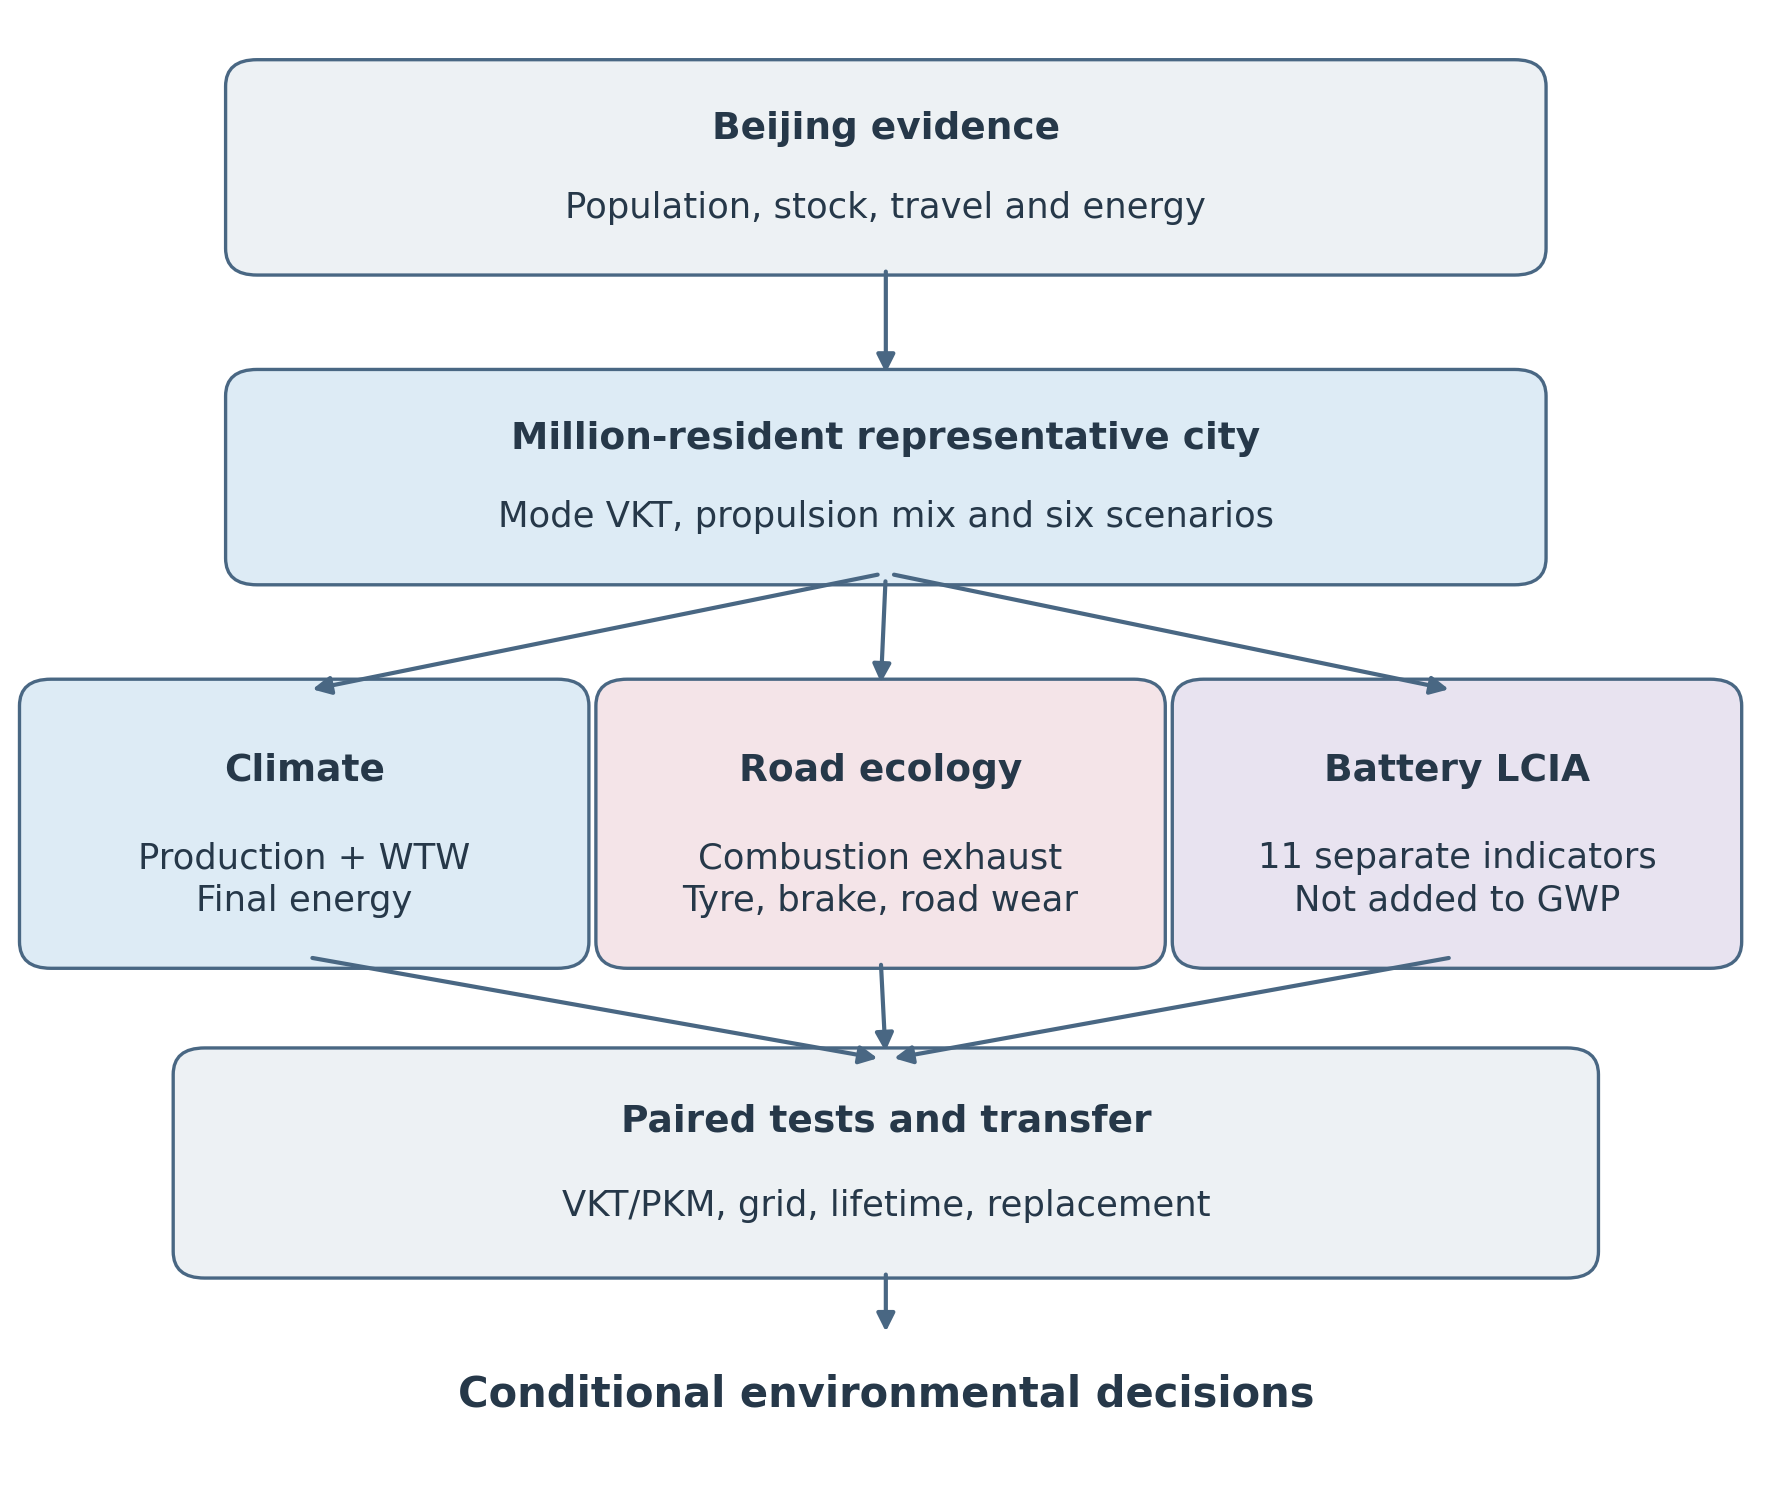 Beijing evidence
Population, stock, travel and energy
Million-resident representative city
Mode VKT, propulsion mix and six scenarios
Climate
Production + WTW
Final energy
Road ecology
Combustion exhaust
Tyre, brake, road wear
Battery LCIA
11 separate indicators
Not added to GWP
Paired tests and transfer
VKT/PKM, grid, lifetime, replacement
Conditional environmental decisions